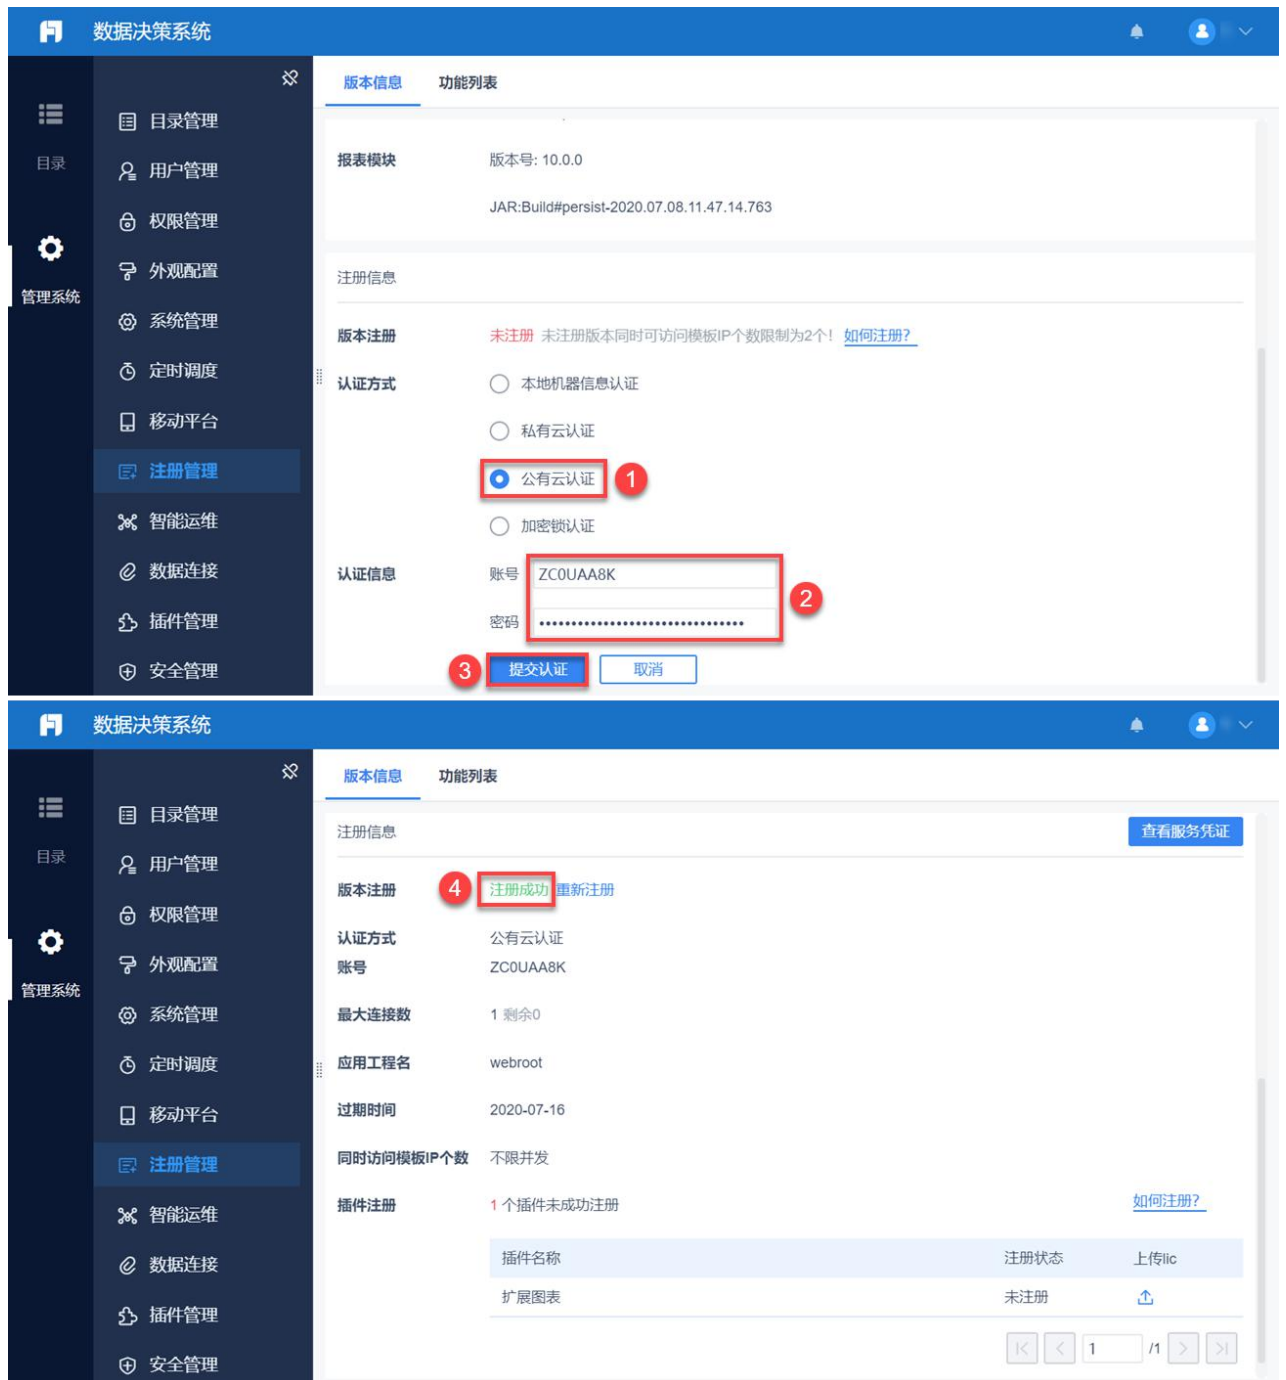 数据决策系统
版本信息 功能列表
目录
管理系统
目录管理
用户管理
权限管理
外观配置
系统管理
定时调度
移动平台
注册管理
智能运维
数据连接
插件管理
安全管理
报表模块 版本号: 10.0.0
JAR:Build#persist-2020.07.08.11.47.14.763
注册信息
版本注册 未注册 未注册版本同时可访问模板IP个数限制为2个! 如何注册?
认证方式 本地机器信息认证
私有云认证
公有云认证 1
加密锁认证
认证信息 账号 ZC0UAA8K
2
密码 ••••••••••••••••••••••••••••••••
3 提交认证 取消
数据决策系统
版本信息 功能列表
目录
管理系统
目录管理
用户管理
权限管理
外观配置
系统管理
定时调度
移动平台
注册管理
智能运维
数据连接
插件管理
安全管理
注册信息 查看服务凭证
版本注册 4 注册成功 重新注册
认证方式 公有云认证
账号 ZC0UAA8K
最大连接数 1 剩余0
应用工程名 webroot
过期时间 2020-07-16
同时访问模板IP个数 不限并发
插件注册 1 个插件未成功注册 如何注册?
插件名称 注册状态 上传lic
扩展图表 未注册
1 /1